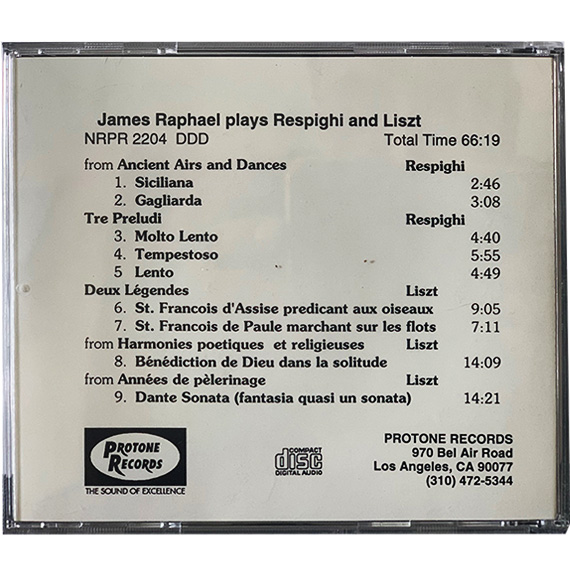 James Raphael plays Respighi and Liszt
NRPR 2204 DDD Total Time 66:19
from Ancient Airs and Dances Respighi
1. Siciliana 2:46
2. Gagliarda 3:08
Tre Preludi Respighi
3. Molto Lento 4:40
4. Tempestoso 5:55
5 Lento 4:49
Deux Légendes Liszt
6. St. Francois d'Assise predicant aux oiseaux 9:05
7. St. Francois de Paule marchant sur les flots 7:11
from Harmonies poetiques et religieuses Liszt
8. Bénédiction de Dieu dans la solitude 14:09
from Années de pèlerinage Liszt
9. Dante Sonata (fantasia quasi un sonata) 14:21
PROTONE
RECORDS
THE SOUND OF EXCELLENCE
COMPACT
disc
DIGITAL AUDIO
PROTONE RECORDS
970 Bel Air Road
Los Angeles, CA 90077
(310) 472-5344